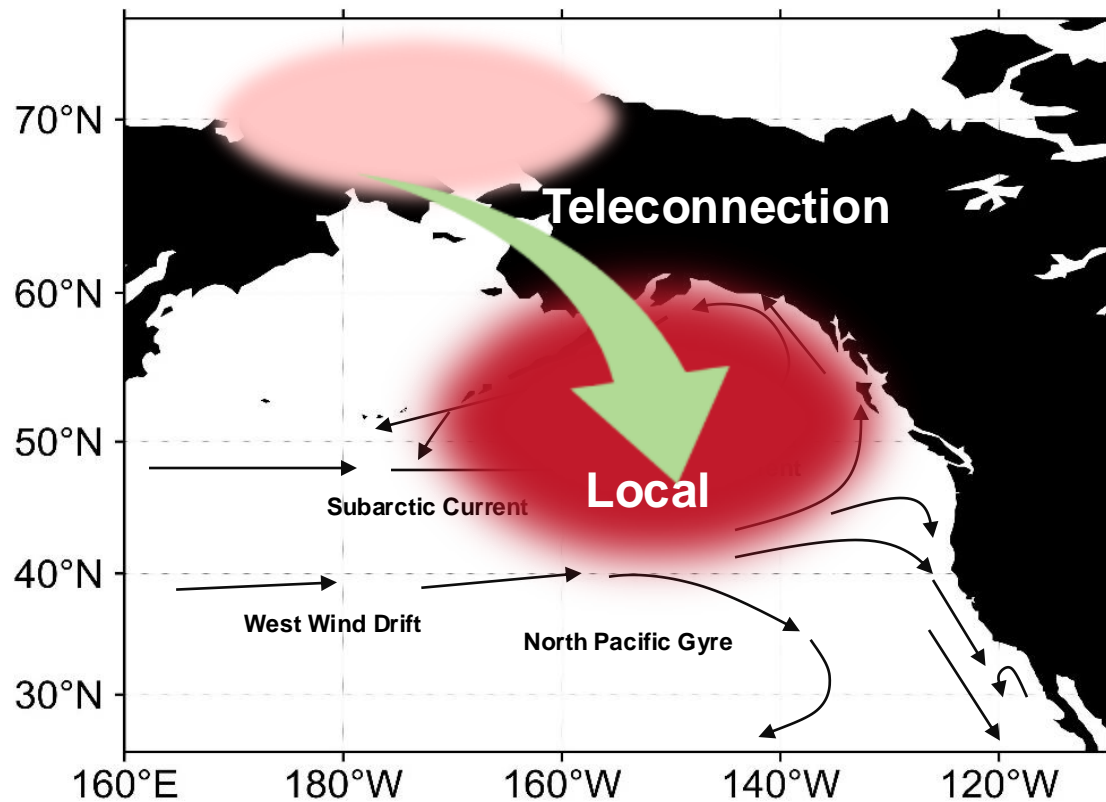 70°N
Teleconnection
60°N
50°N
Local
Subarctic Current
40°N
West Wind Drift
North Pacific Gyre
30°N
160°E
180°W
160°W
140°W
120°W